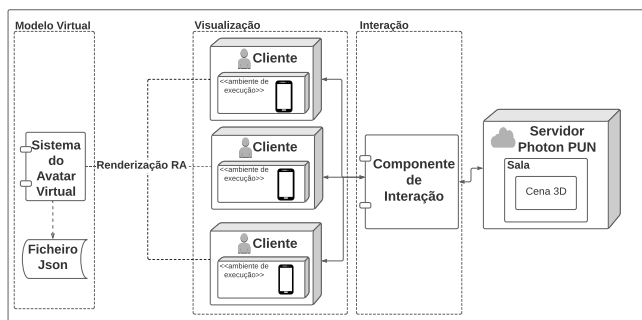 Modelo Virtual
Visualização
Interação
Sistema
do
Avatar
Virtual
Ficheiro
Json
Renderização RA
Cliente
<<ambiente de
execução>>
Cliente
<<ambiente de
execução>>
Cliente
<<ambiente de
execução>>
Componente
de
Interação
Servidor
Photon PUN
Sala
Cena 3D